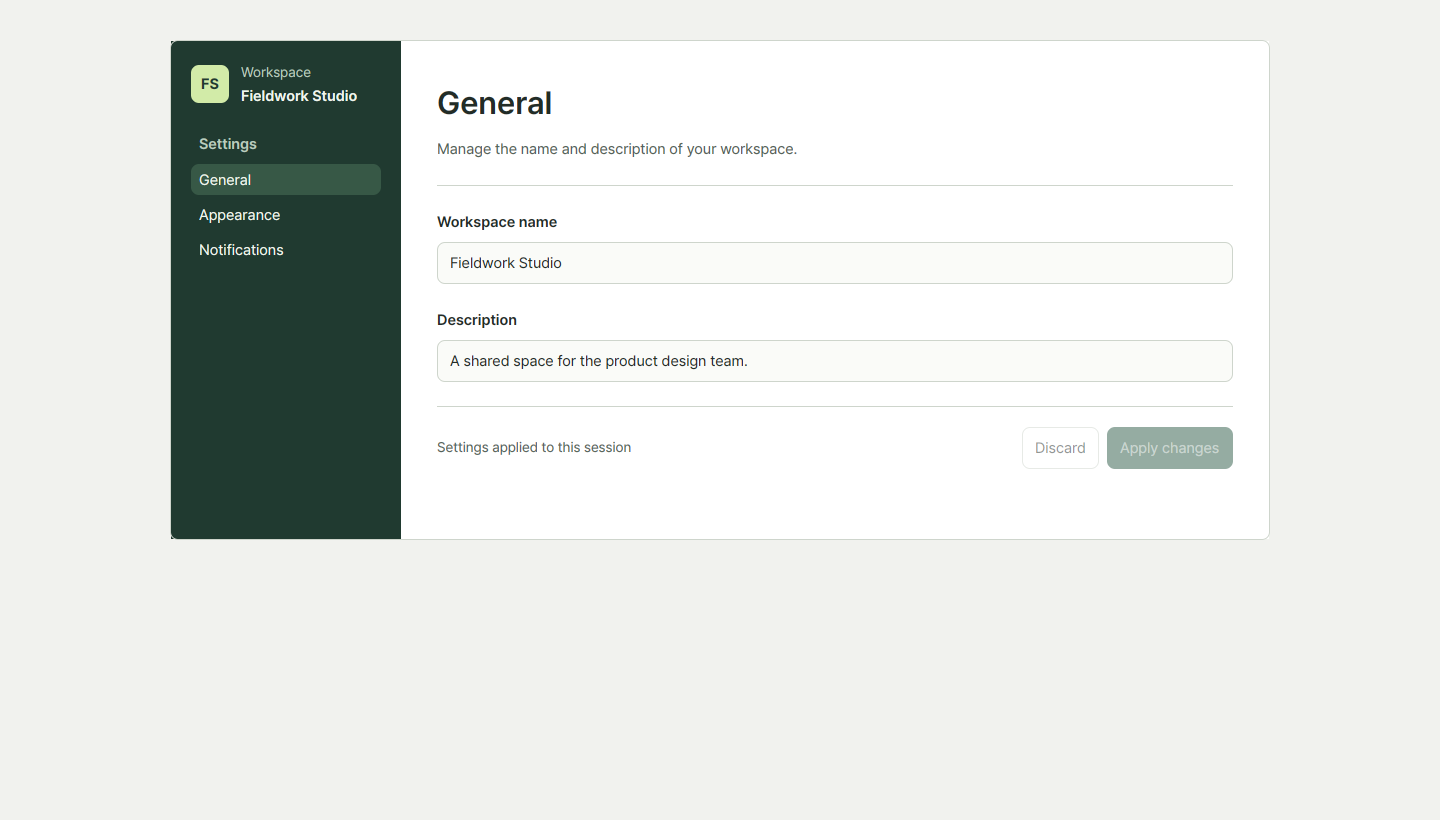 FS
Workspace
Fieldwork Studio
Settings
General
Appearance
Notifications
General
Manage the name and description of your workspace.
Workspace name
Fieldwork Studio
Description
A shared space for the product design team.
Settings applied to this session
Discard
Apply changes